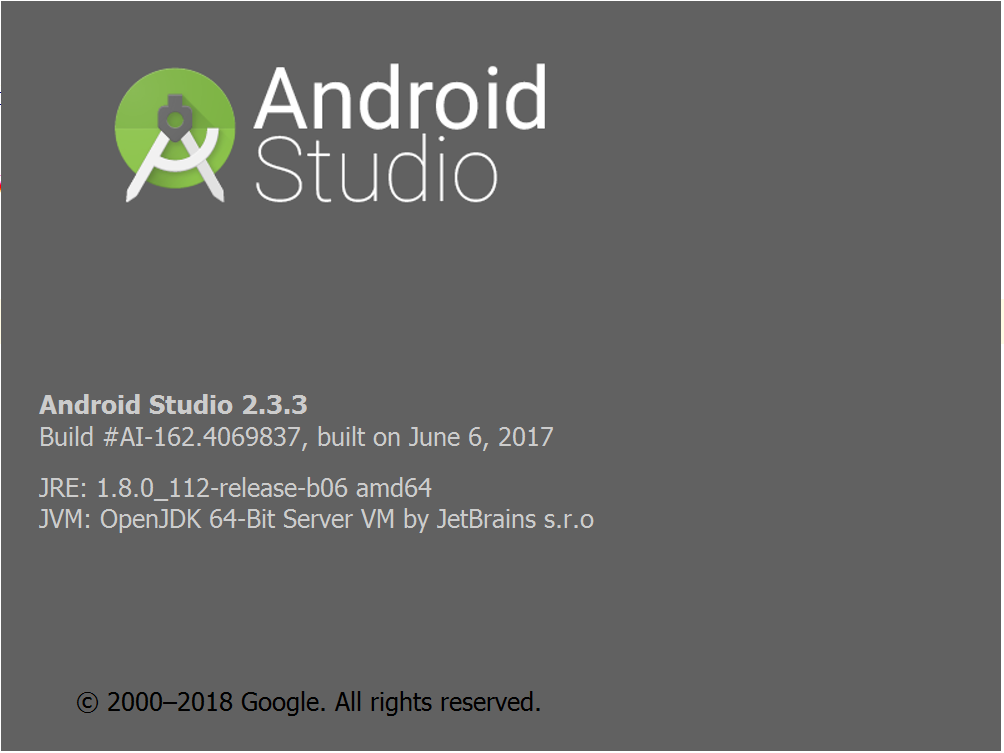 Android
Studio
Android Studio 2.3.3
Build #AI-162.4069837, built on June 6, 2017
JRE: 1.8.0_112-release-b06 amd64
JVM: OpenJDK 64-Bit Server VM by JetBrains s.r.o
© 2000–2018 Google. All rights reserved.